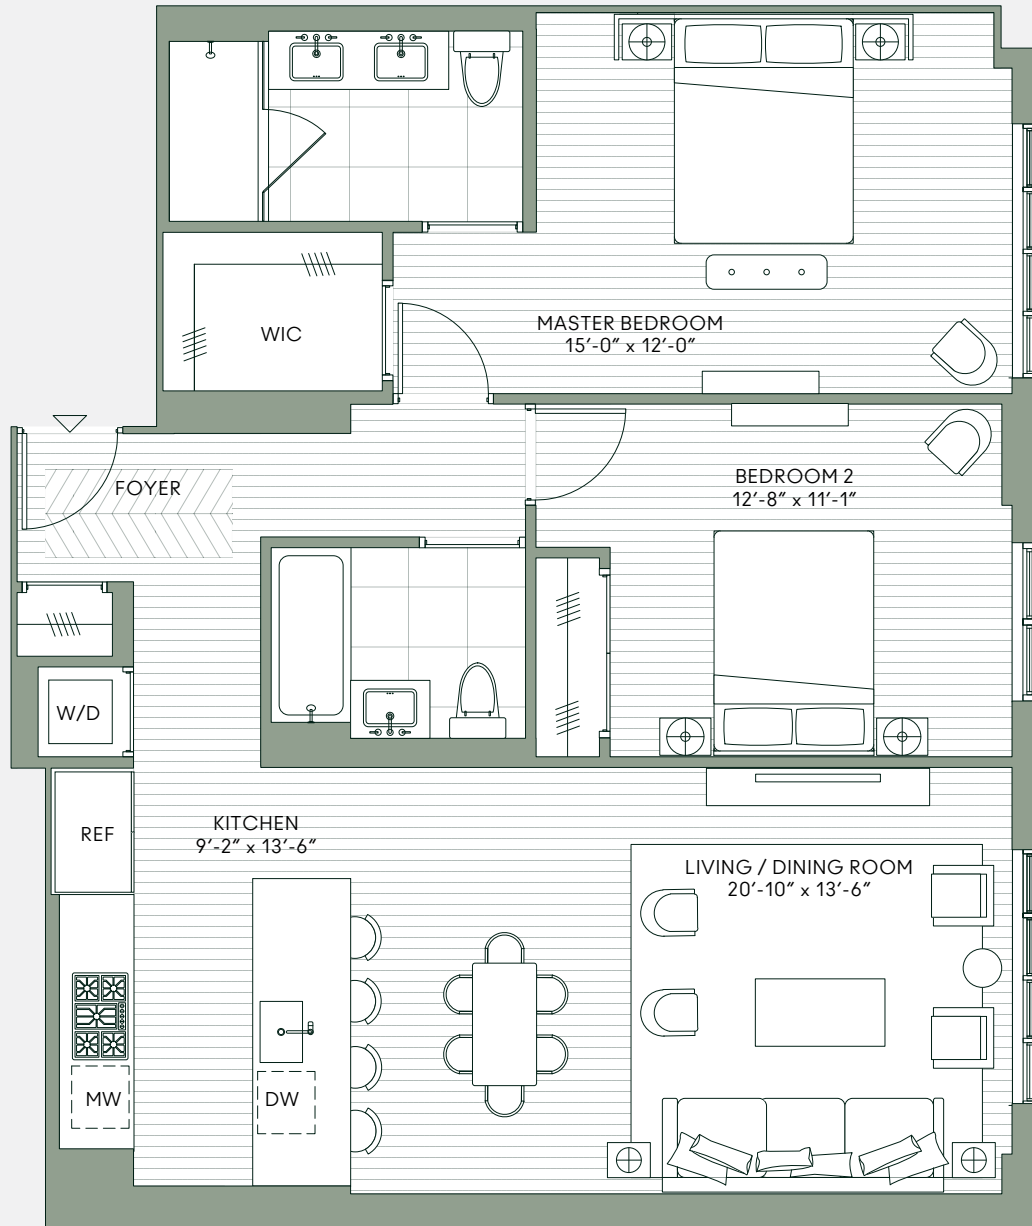 WIC
MASTER BEDROOM
15′-0″ x 12′-0″
FOYER
BEDROOM 2
12′-8″ x 11′-1″
W/D
REF
KITCHEN
9′-2″ x 13′-6″
LIVING / DINING ROOM
20′-10″ x 13′-6″
MW
DW